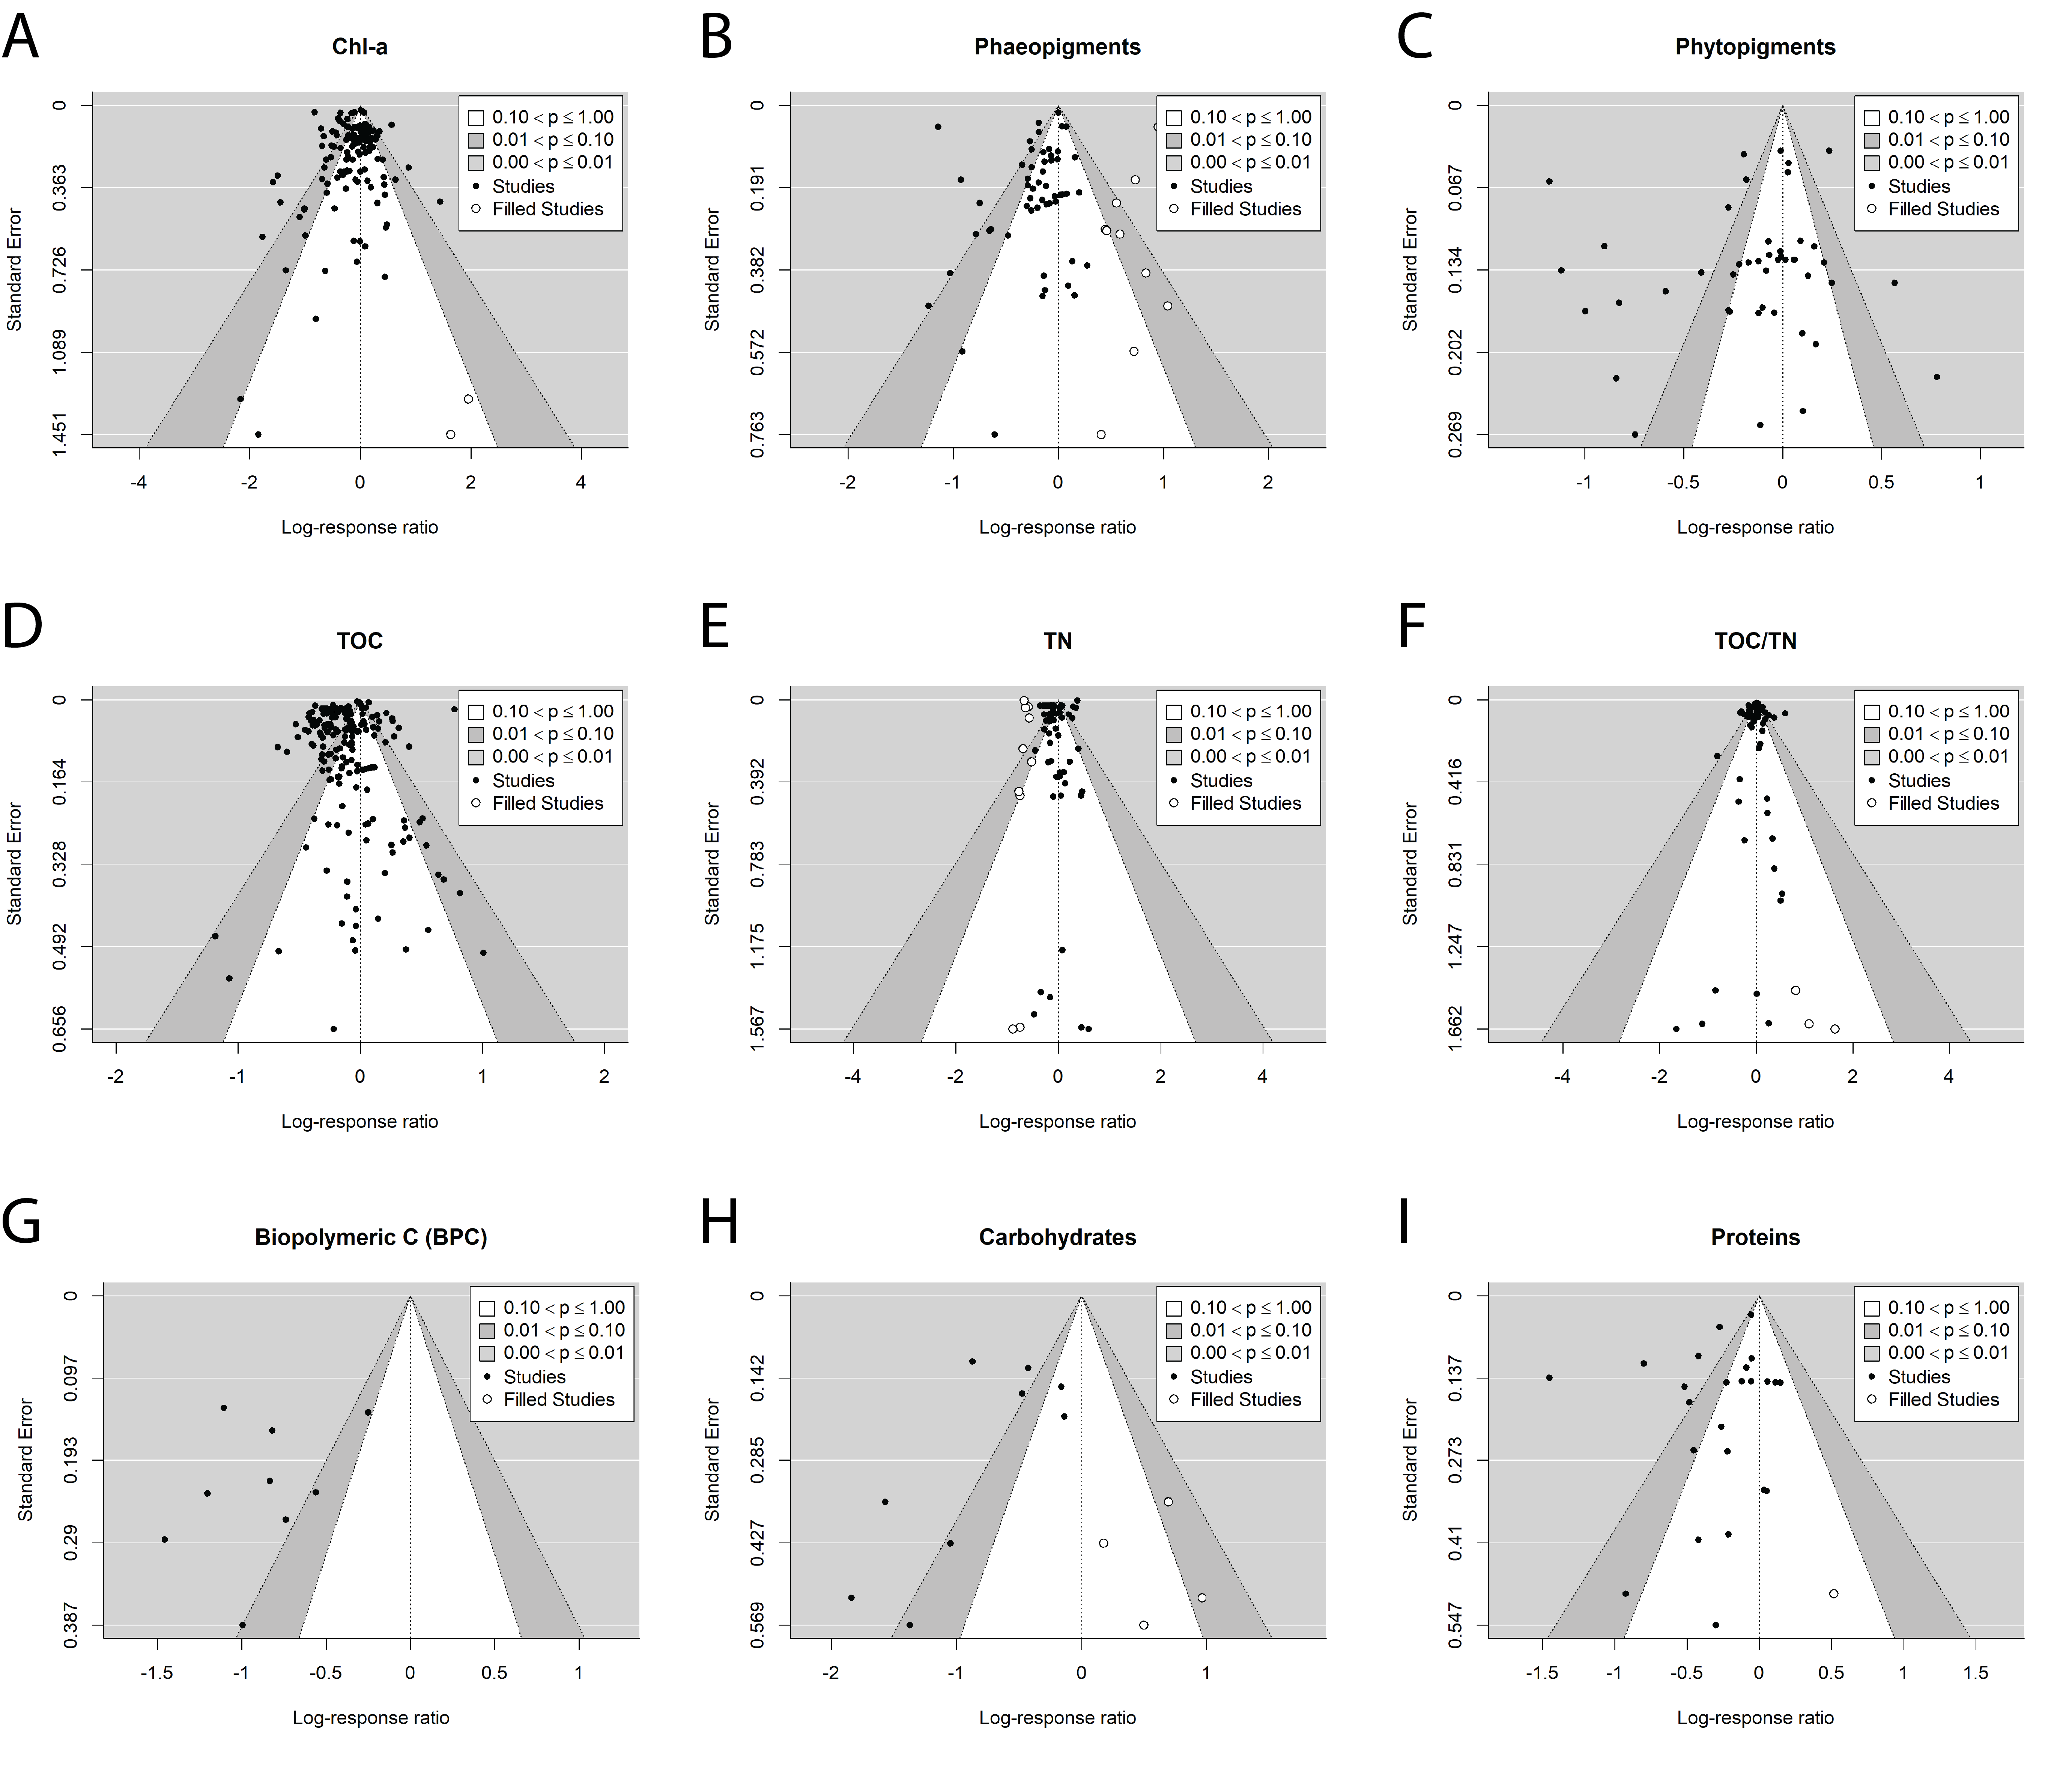 A
Chl-a
0.10 < p ≤ 1.00
0.01 < p ≤ 0.10
0.00 < p ≤ 0.01
Studies
Filled Studies
Standard Error
0
0.363
0.726
1.089
1.451
-4 -2 0 2 4
Log-response ratio
B
Phaeopigments
0.10 < p ≤ 1.00
0.01 < p ≤ 0.10
0.00 < p ≤ 0.01
Studies
Filled Studies
Standard Error
0
0.191
0.382
0.572
0.763
-2 -1 0 1 2
Log-response ratio
C
Phytopigments
0.10 < p ≤ 1.00
0.01 < p ≤ 0.10
0.00 < p ≤ 0.01
Studies
Filled Studies
Standard Error
0
0.067
0.134
0.202
0.269
-1 -0.5 0 0.5 1
Log-response ratio
D
TOC
0.10 < p ≤ 1.00
0.01 < p ≤ 0.10
0.00 < p ≤ 0.01
Studies
Filled Studies
Standard Error
0
0.164
0.328
0.492
0.656
-2 -1 0 1 2
Log-response ratio
E
TN
0.10 < p ≤ 1.00
0.01 < p ≤ 0.10
0.00 < p ≤ 0.01
Studies
Filled Studies
Standard Error
0
0.392
0.783
1.175
1.567
-4 -2 0 2 4
Log-response ratio
F
TOC/TN
0.10 < p ≤ 1.00
0.01 < p ≤ 0.10
0.00 < p ≤ 0.01
Studies
Filled Studies
Standard Error
0
0.416
0.831
1.247
1.662
-4 -2 0 2 4
Log-response ratio
G
Biopolymeric C (BPC)
0.10 < p ≤ 1.00
0.01 < p ≤ 0.10
0.00 < p ≤ 0.01
Studies
Filled Studies
Standard Error
0
0.097
0.193
0.29
0.387
-1.5 -1 -0.5 0 0.5 1
Log-response ratio
H
Carbohydrates
0.10 < p ≤ 1.00
0.01 < p ≤ 0.10
0.00 < p ≤ 0.01
Studies
Filled Studies
Standard Error
0
0.142
0.285
0.427
0.569
-2 -1 0 1
Log-response ratio
I
Proteins
0.10 < p ≤ 1.00
0.01 < p ≤ 0.10
0.00 < p ≤ 0.01
Studies
Filled Studies
Standard Error
0
0.137
0.273
0.41
0.547
-1.5 -1 -0.5 0 0.5 1 1.5
Log-response ratio